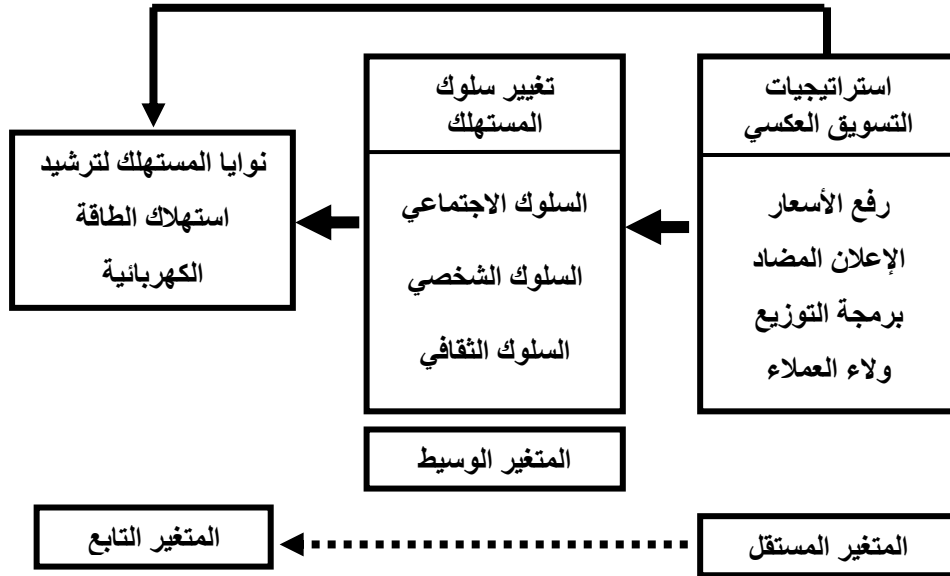 استراتيجيات
التسويق العكسي
رفع الأسعار
الإعلان المضاد
برمجة التوزيع
ولاء العملاء
تغيير سلوك
المستهلك
السلوك الاجتماعي
السلوك الشخصي
السلوك الثقافي
نوايا المستهلك لترشيد
استهلاك الطاقة
الكهربائية
المتغير الوسيط
المتغير المستقل
المتغير التابع